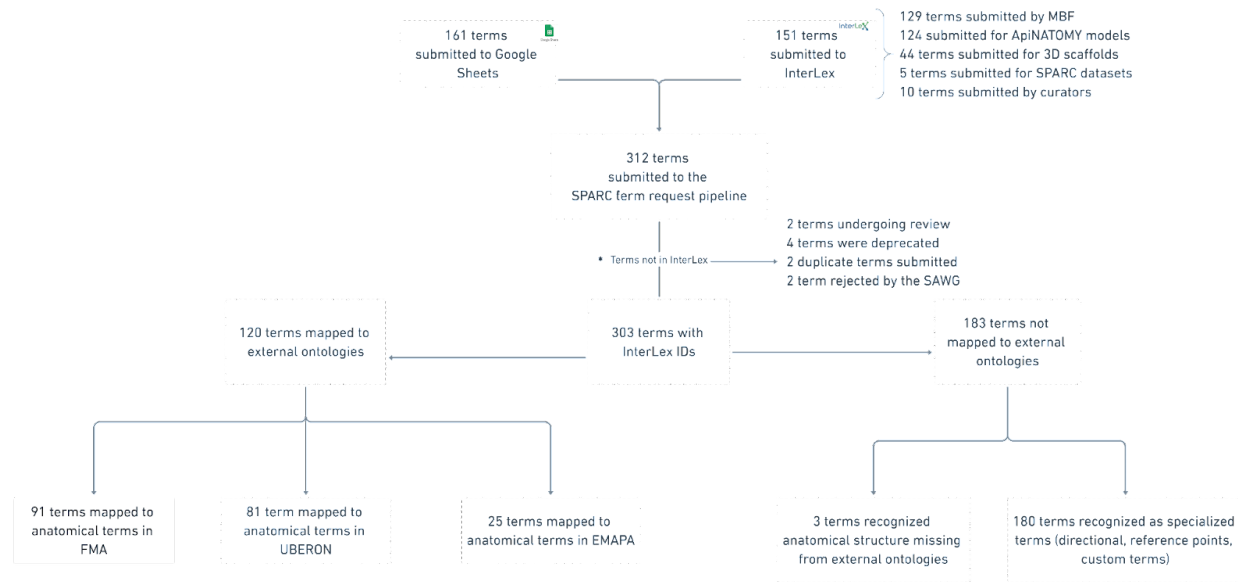 161 terms
submitted to Google
Sheets
151 terms
submitted to
InterLex
InterLeX
129 terms submitted by MBF
124 submitted for ApiNATOMY models
44 terms submitted for 3D scaffolds
5 terms submitted for SPARC datasets
10 terms submitted by curators
312 terms
submitted to the
SPARC ferm request pipeline
Terms not in InterLex
2 terms undergoing review
4 terms were deprecated
2 duplicate terms submitted
2 term rejected by the SAWG
120 terms mapped to
external ontologies
303 terms with
InterLex IDs
183 terms not
mapped to external
ontologies
91 terms mapped to
anatomical terms in
FMA
81 term mapped to
anatomical terms in
UBERON
25 terms mapped to
anatomical terms in EMAPA
3 terms recognized
anatomical structure missing
from external ontologies
180 terms recognized as specialized
terms (directional, reference points,
custom terms)